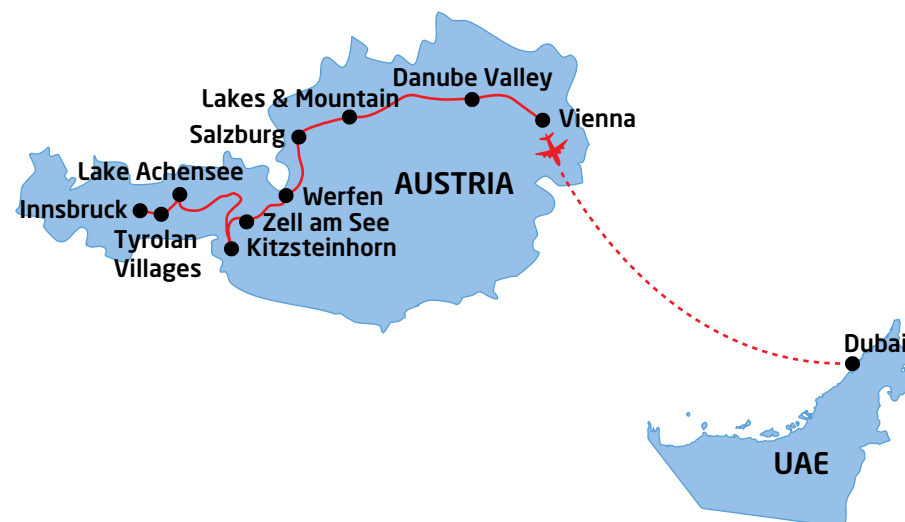 Danube Valley
Lakes & Mountain
Vienna
Salzburg
Lake Achensee
AUSTRIA
Werfen
Innsbruck
Zell am See
Tyrolan
Villages
Kitzsteinhorn
Dubai
UAE